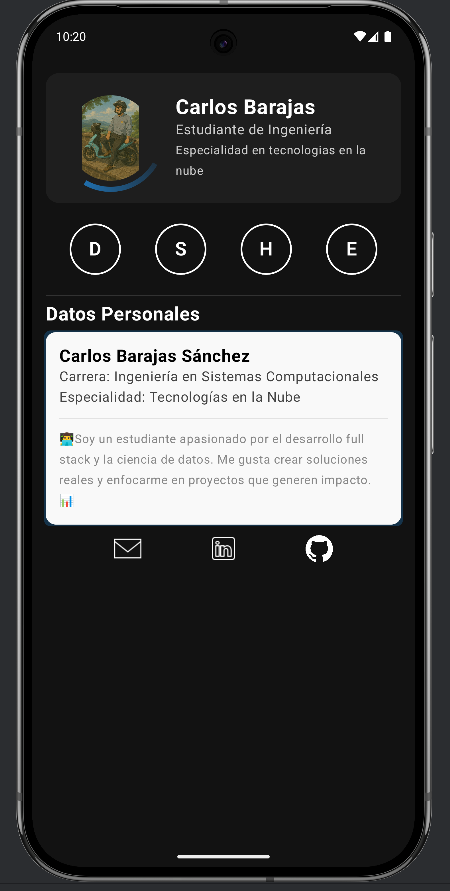 10:20
Carlos Barajas
Estudiante de Ingeniería
Especialidad en tecnologias en la
nube
D S H E
Datos Personales
Carlos Barajas Sánchez
Carrera: Ingeniería en Sistemas Computacionales
Especialidad: Tecnologías en la Nube
👨‍💻Soy un estudiante apasionado por el desarrollo full
stack y la ciencia de datos. Me gusta crear soluciones
reales y enfocarme en proyectos que generen impacto.
📊
in